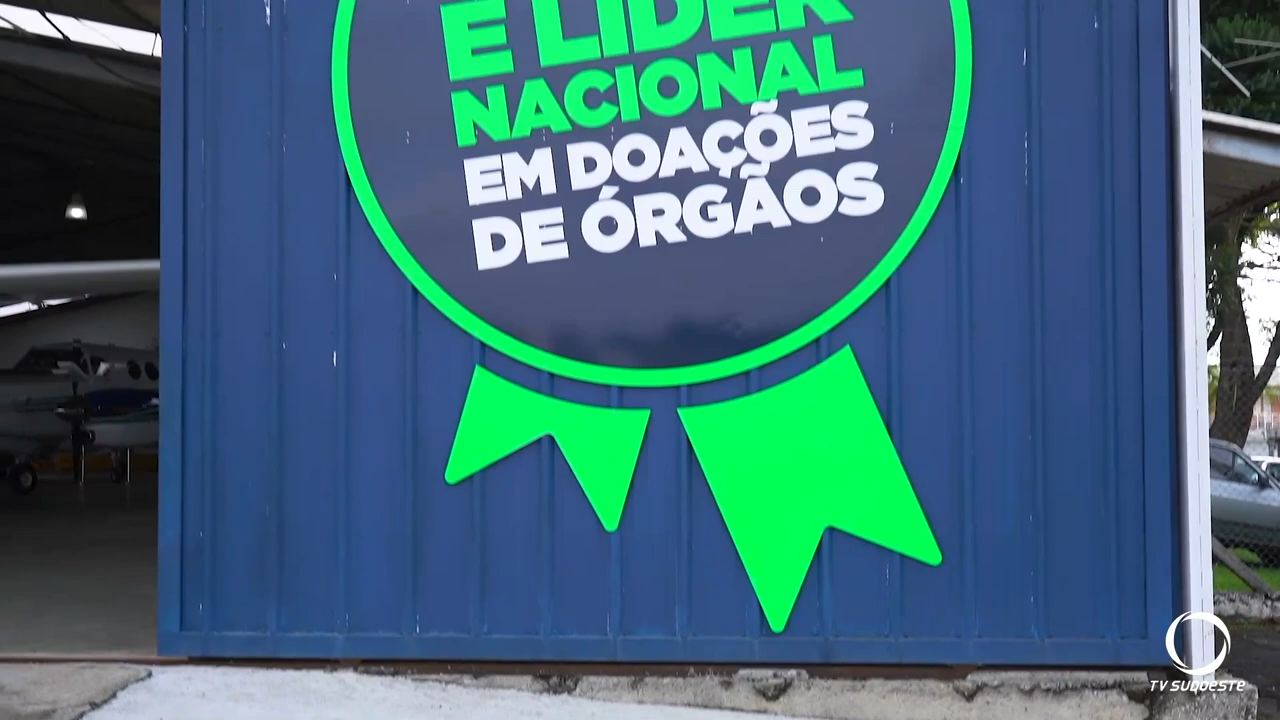 É LÍDER
NACIONAL
EM DOAÇÕES
DE ÓRGÃOS
TV SUDOESTE